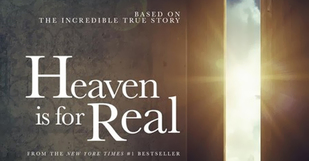 BASED ON
THE INCREDIBLE TRUE STORY
Heaven
is for Real
FROM THE NEW YORK TIMES #1 BESTSELLER